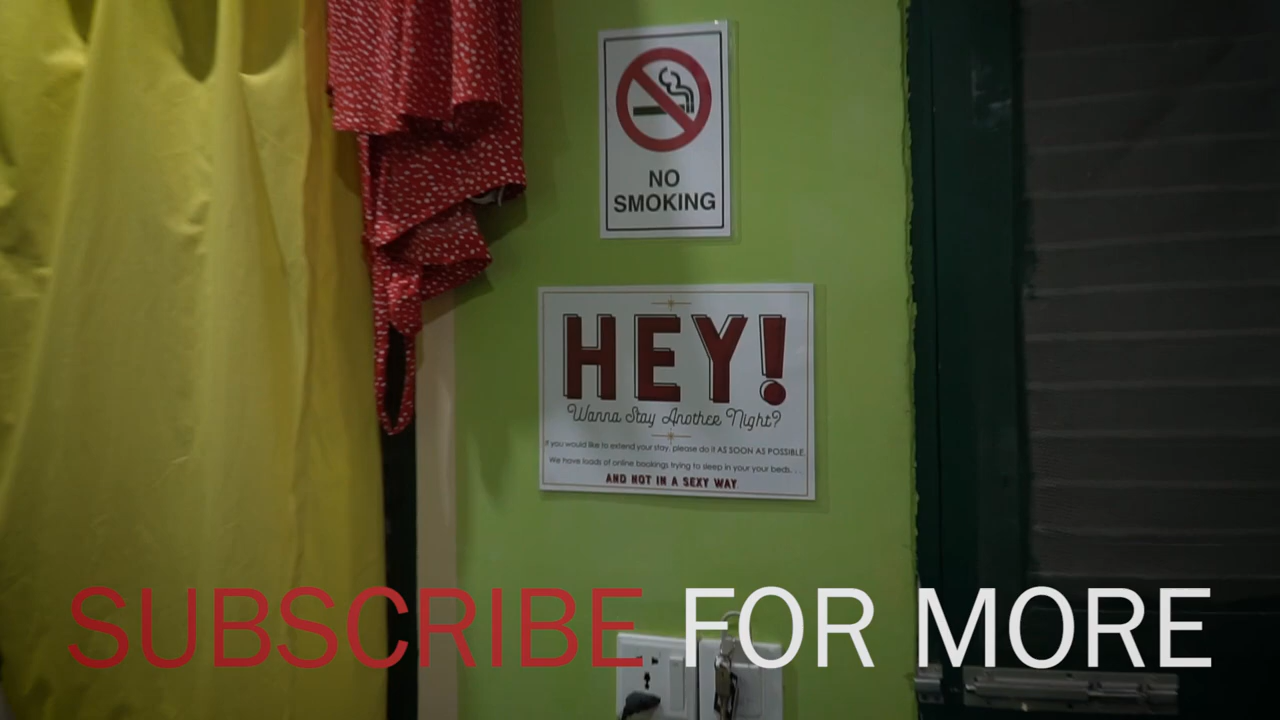 NO
SMOKING
HEY!
Wanna Stay Another Night?
If you would like to extend your stay, please do it AS SOON AS POSSIBLE.
We have loads of online bookings trying to sleep in your your beds. . .
AND NOT IN A SEXY WAY
SUBSCRIBE FOR MORE